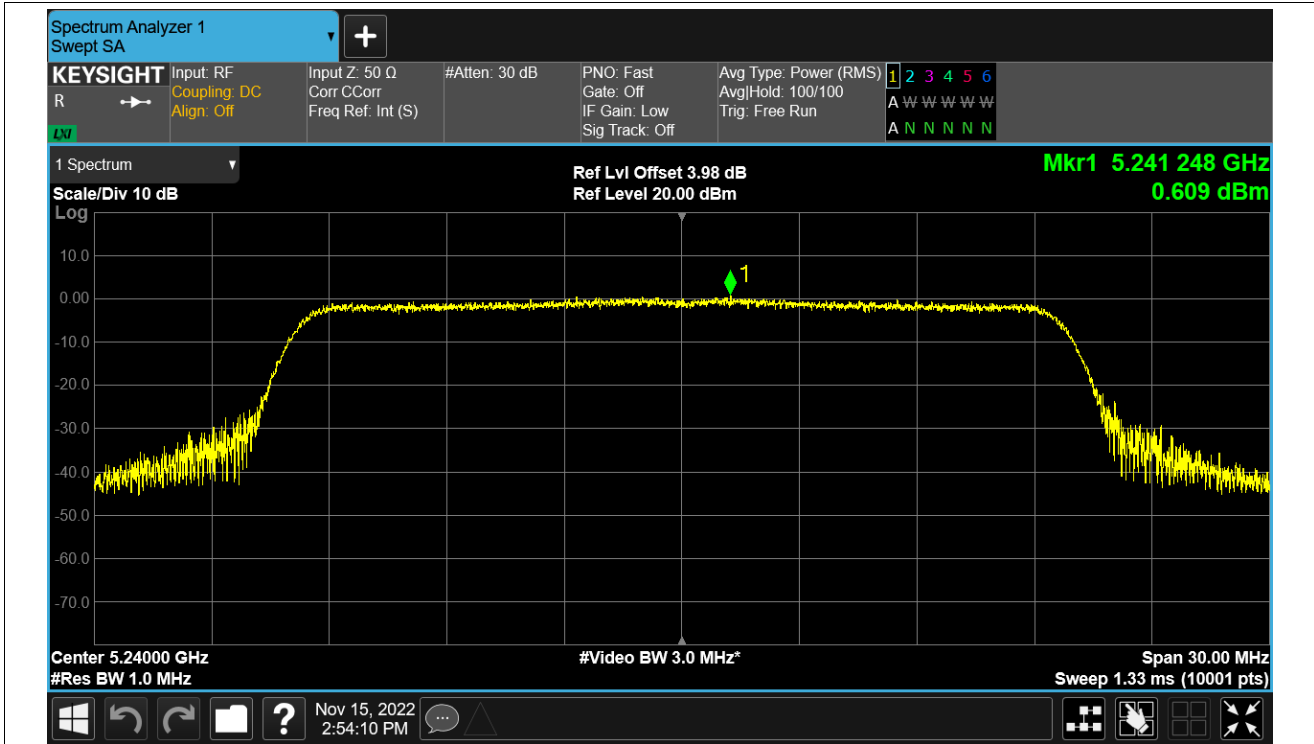 Spectrum Analyzer 1
Swept SA
+
KEYSIGHT
R
LXI
Input: RF
Coupling: DC
Align: Off
Input Z: 50 Ω
Corr CCorr
Freq Ref: Int (S)
#Atten: 30 dB
PNO: Fast
Gate: Off
IF Gain: Low
Sig Track: Off
Avg Type: Power (RMS)
Avg|Hold: 100/100
Trig: Free Run
1 2 3 4 5 6
A W W W W W
A N N N N N
1 Spectrum
Scale/Div 10 dB
Log
Ref Lvl Offset 3.98 dB
Ref Level 20.00 dBm
Mkr1 5.241 248 GHz
0.609 dBm
1
10.0
0.00
-10.0
-20.0
-30.0
-40.0
-50.0
-60.0
-70.0
Center 5.24000 GHz
#Video BW 3.0 MHz*
Span 30.00 MHz
#Res BW 1.0 MHz
Sweep 1.33 ms (10001 pts)
?
Nov 15, 2022
2:54:10 PM